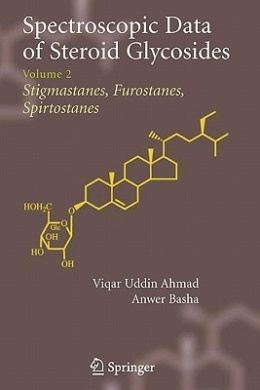 Spectroscopic Data
of Steroid Glycosides
Volume 2
Stigmastanes, Furostanes,
Spirtostanes
HOH₂C
O
O
Glc
OH
HO
OH
Viqar Uddin Ahmad
Anwer Basha
Springer